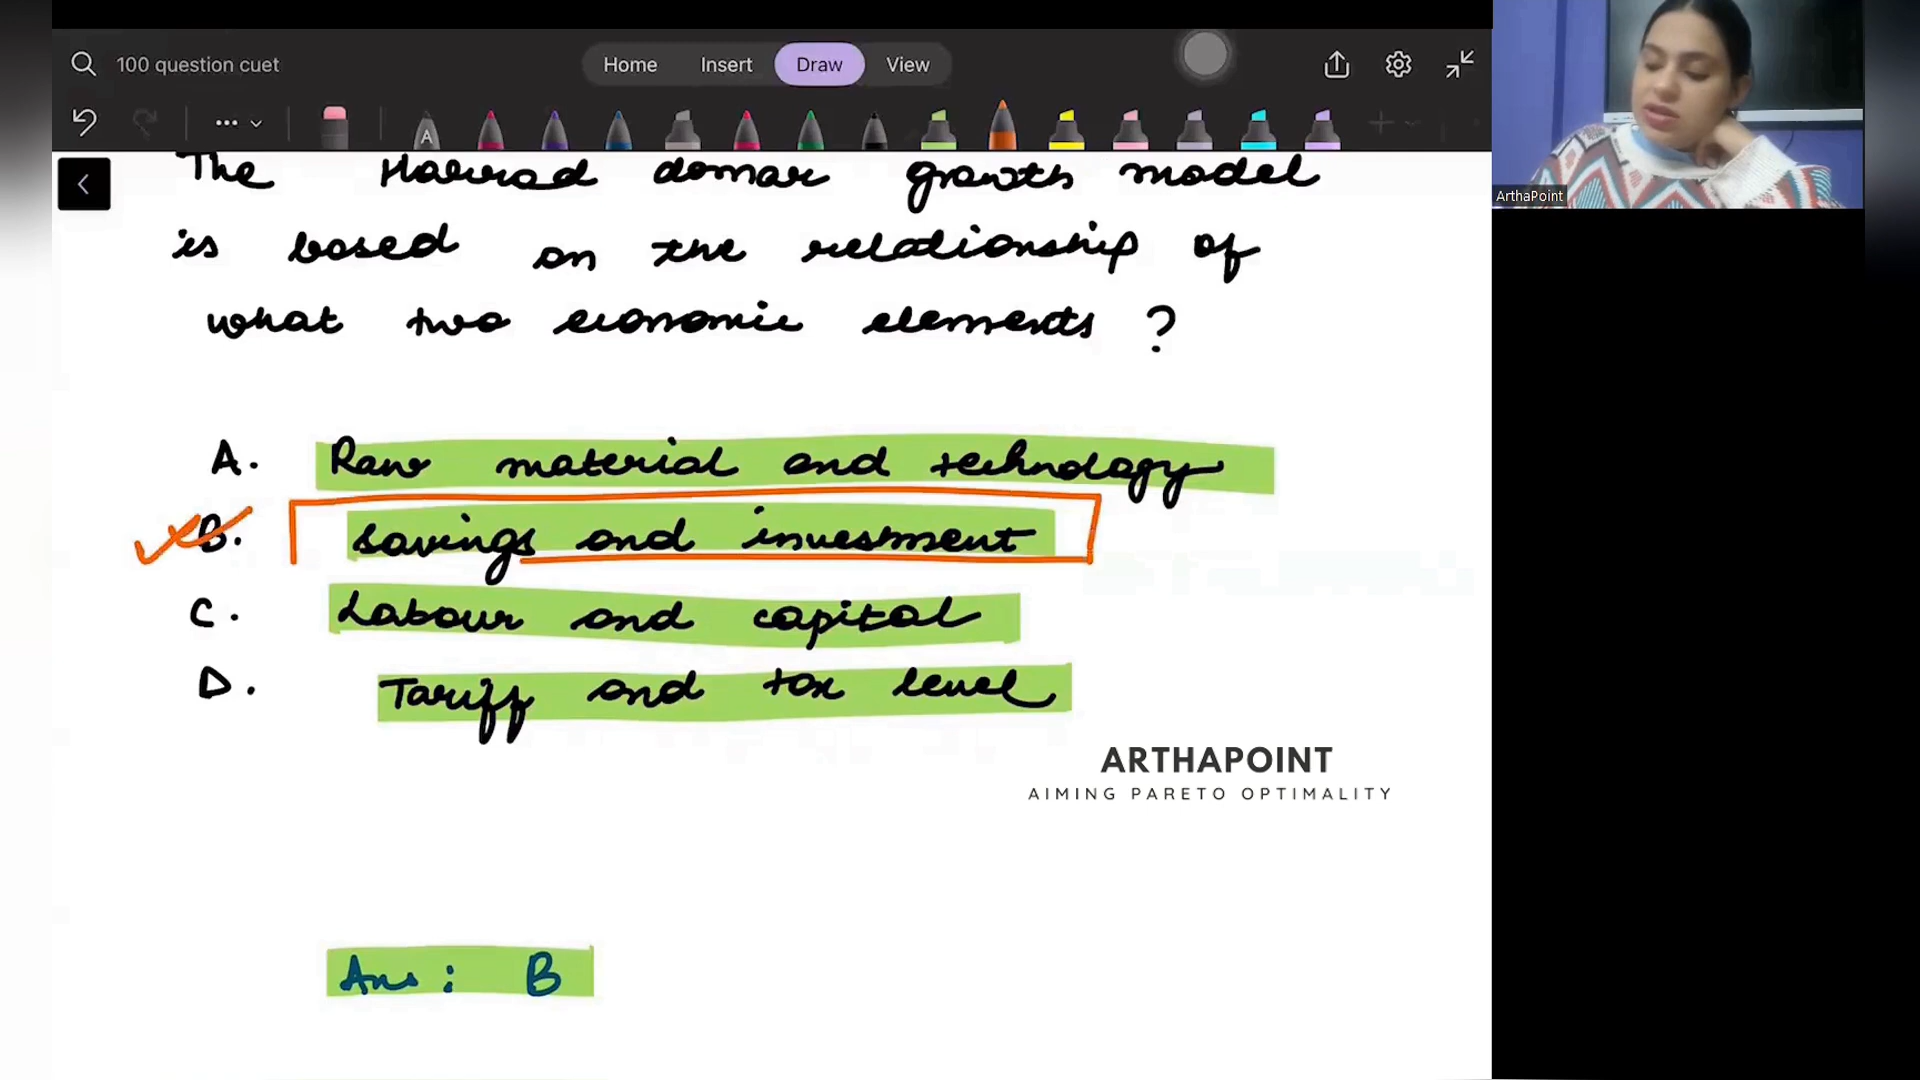 100 question cuet
Home Insert Draw View
A
ArthaPoint
The Harrod domar growth model
is based on the relationship of
what two economic elements ?
A. Raw material and technology
B. Savings and investment
C. Labour and capital
D. Tariff and tax level
ARTHAPOINT
AIMING PARETO OPTIMALITY
Ans : B